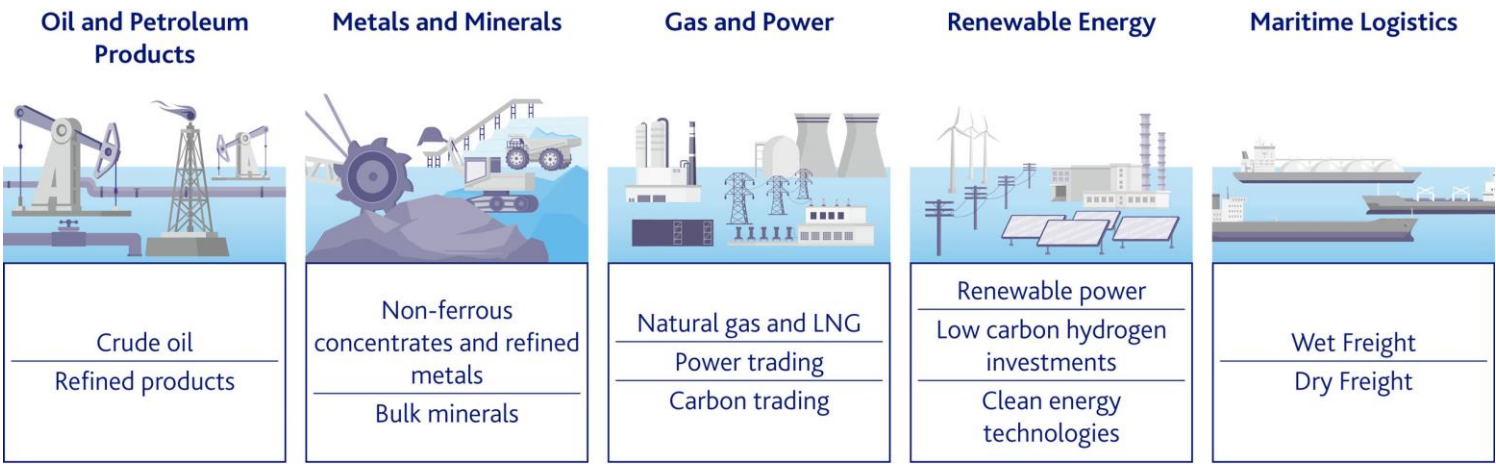 Oil and Petroleum
Products
Crude oil
Refined products
Metals and Minerals
Non-ferrous
concentrates and refined
metals
Bulk minerals
Gas and Power
Natural gas and LNG
Power trading
Carbon trading
Renewable Energy
Renewable power
Low carbon hydrogen
investments
Clean energy
technologies
Maritime Logistics
Wet Freight
Dry Freight